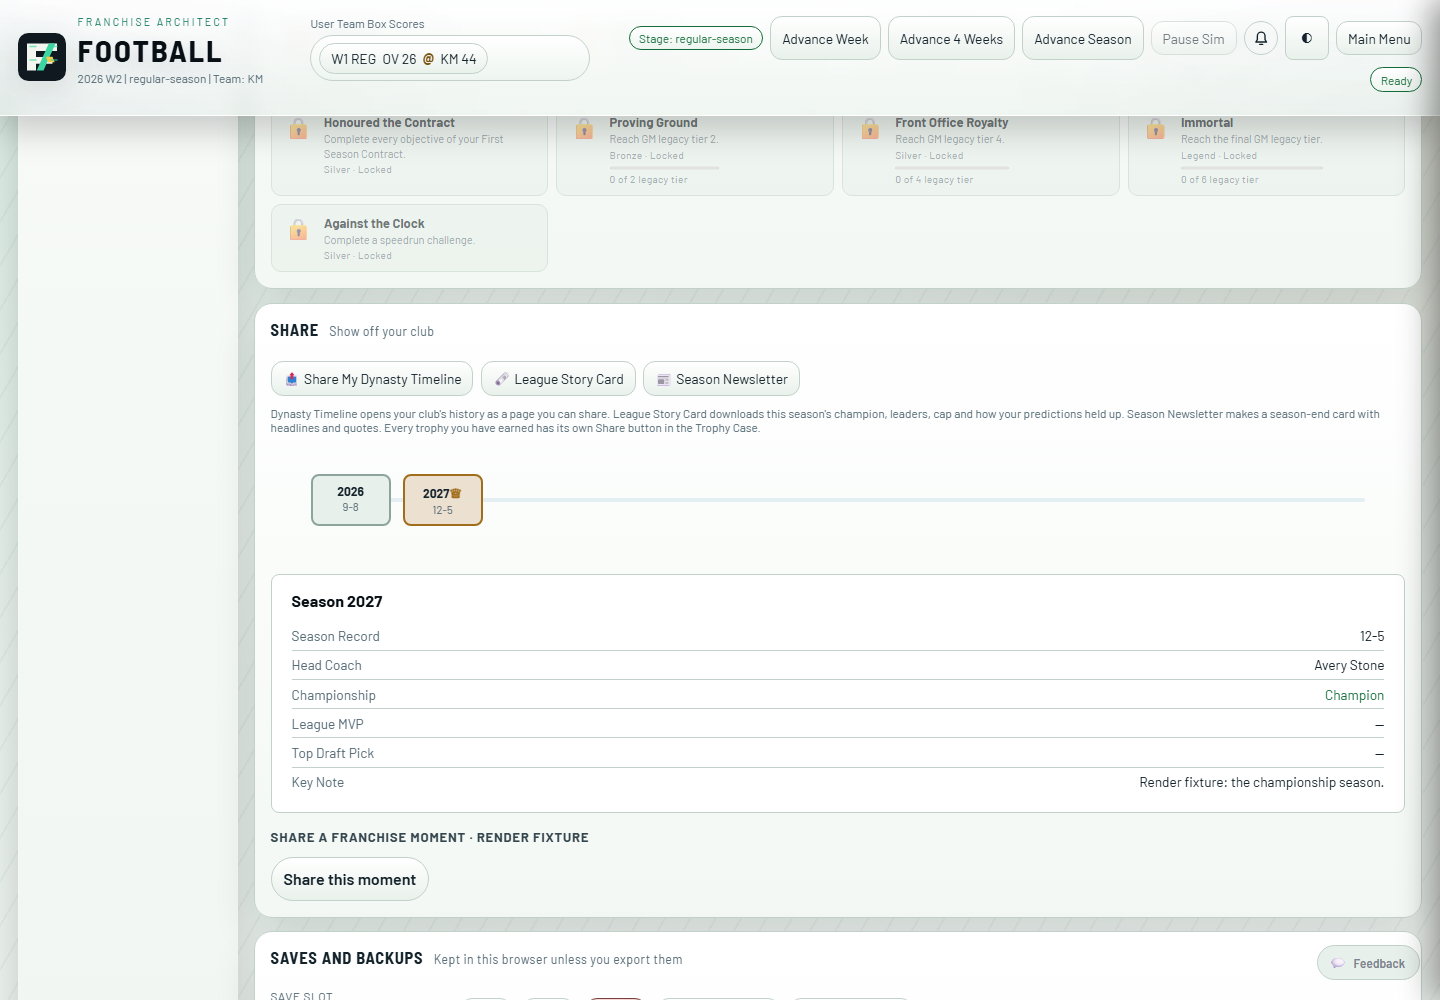 FRANCHISE ARCHITECT
FOOTBALL
2026 W2 | regular-season | Team: KM
User Team Box Scores
W1 REG OV 26 @ KM 44
Stage: regular-season
Advance Week
Advance 4 Weeks
Advance Season
Pause Sim
Main Menu
Ready
Honoured the Contract
Complete every objective of your First
Season Contract.
Silver · Locked
Proving Ground
Reach GM legacy tier 2.
Bronze · Locked
0 of 2 legacy tier
Front Office Royalty
Reach GM legacy tier 4.
Silver · Locked
0 of 4 legacy tier
Immortal
Reach the final GM legacy tier.
Legend · Locked
0 of 6 legacy tier
Against the Clock
Complete a speedrun challenge.
Silver · Locked
SHARE Show off your club
Share My Dynasty Timeline
League Story Card
Season Newsletter
Dynasty Timeline opens your club's history as a page you can share. League Story Card downloads this season's champion, leaders, cap and how your predictions held up. Season Newsletter makes a season-end card with
headlines and quotes. Every trophy you have earned has its own Share button in the Trophy Case.
2026
9-8
2027
12-5
Season 2027
Season Record 12-5
Head Coach Avery Stone
Championship Champion
League MVP —
Top Draft Pick —
Key Note Render fixture: the championship season.
SHARE A FRANCHISE MOMENT · RENDER FIXTURE
Share this moment
SAVES AND BACKUPS Kept in this browser unless you export them
Feedback
SAVE SLOT